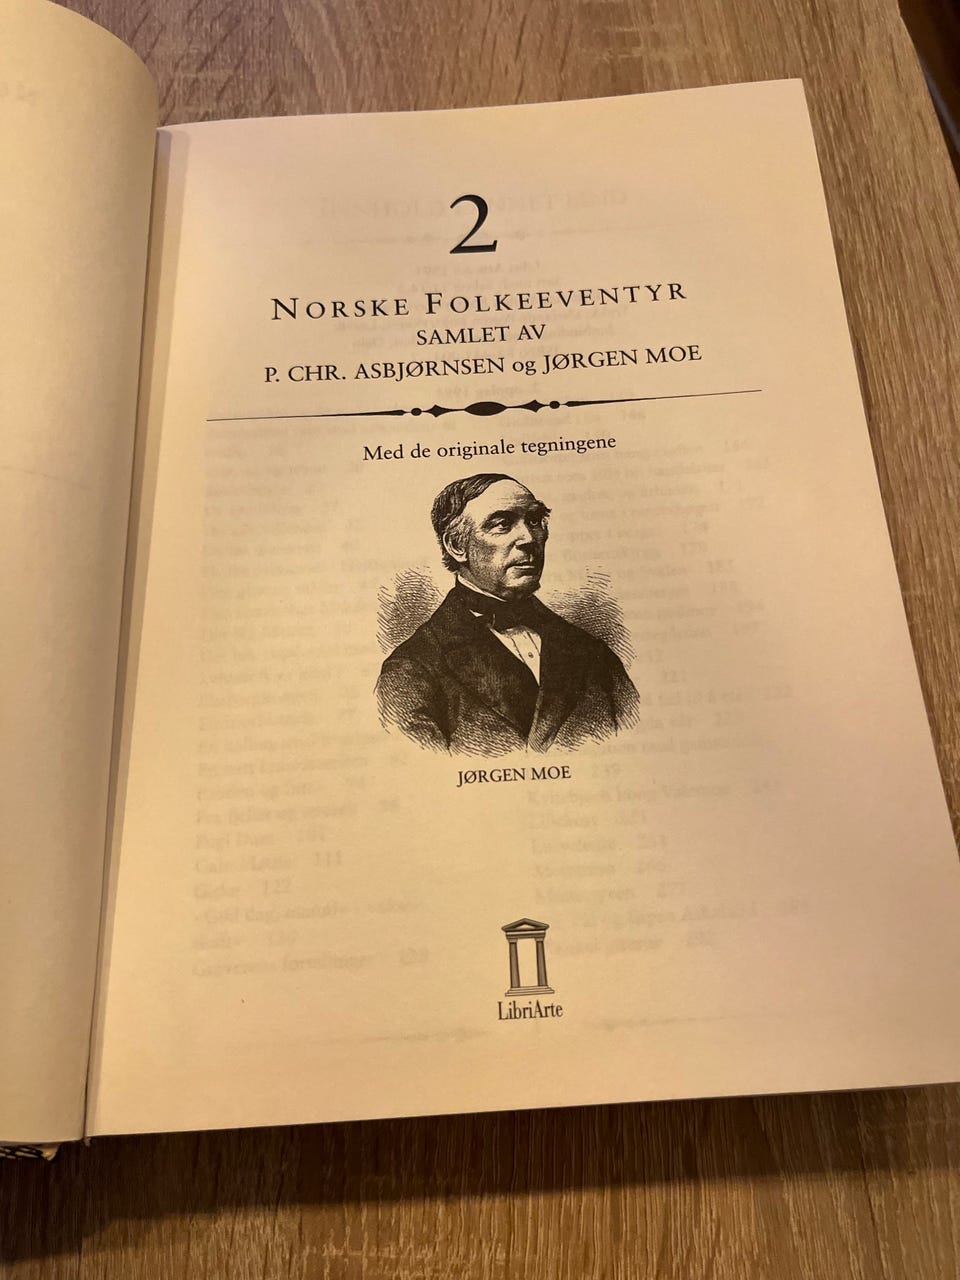 2
NORSKE FOLKEEVENTYR
SAMLET AV
P. CHR. ASBJØRNSEN og JØRGEN MOE
Med de originale tegningene
JØRGEN MOE
LibriArte